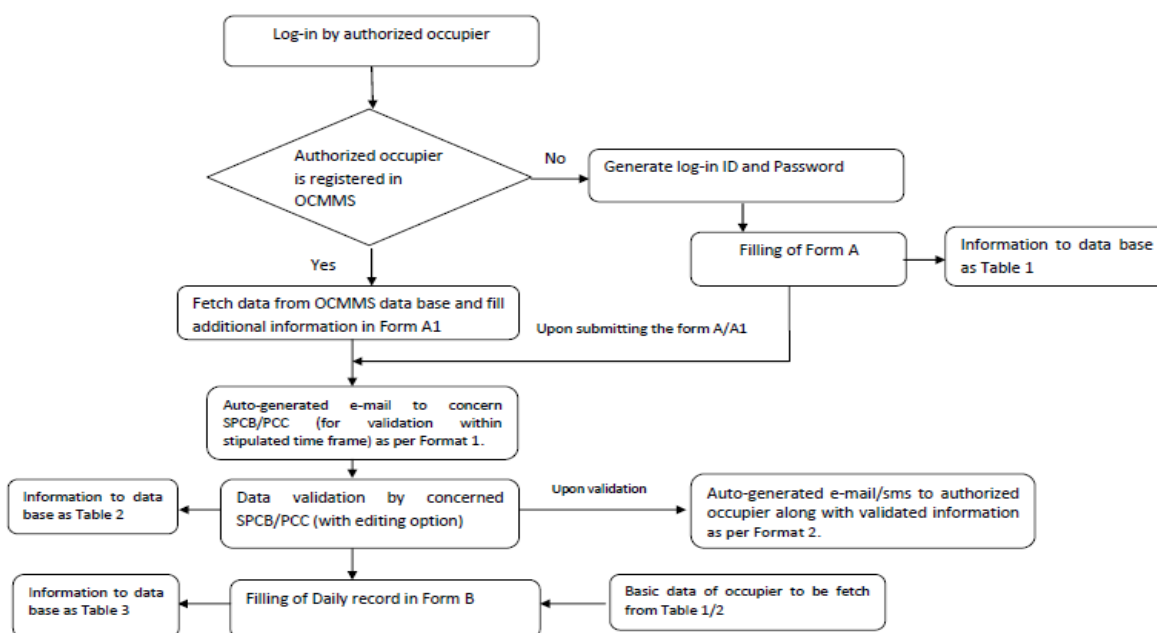 Log-in by authorized occupier
Authorized occupier
is registered in
OCMMS
No
Generate log-in ID and Password
Filling of Form A
Information to data base
as Table 1
Yes
Fetch data from OCMMS data base and fill
additional information in Form A1
Upon submitting the form A/A1
Auto-generated e-mail to concern
SPCB/PCC (for validation within
stipulated time frame) as per Format 1.
Information to data
base as Table 2
Data validation by concerned
SPCB/PCC (with editing option)
Upon validation
Auto-generated e-mail/sms to authorized
occupier along with validated information
as per Format 2.
Information to data
base as Table 3
Filling of Daily record in Form B
Basic data of occupier to be fetch
from Table 1/2